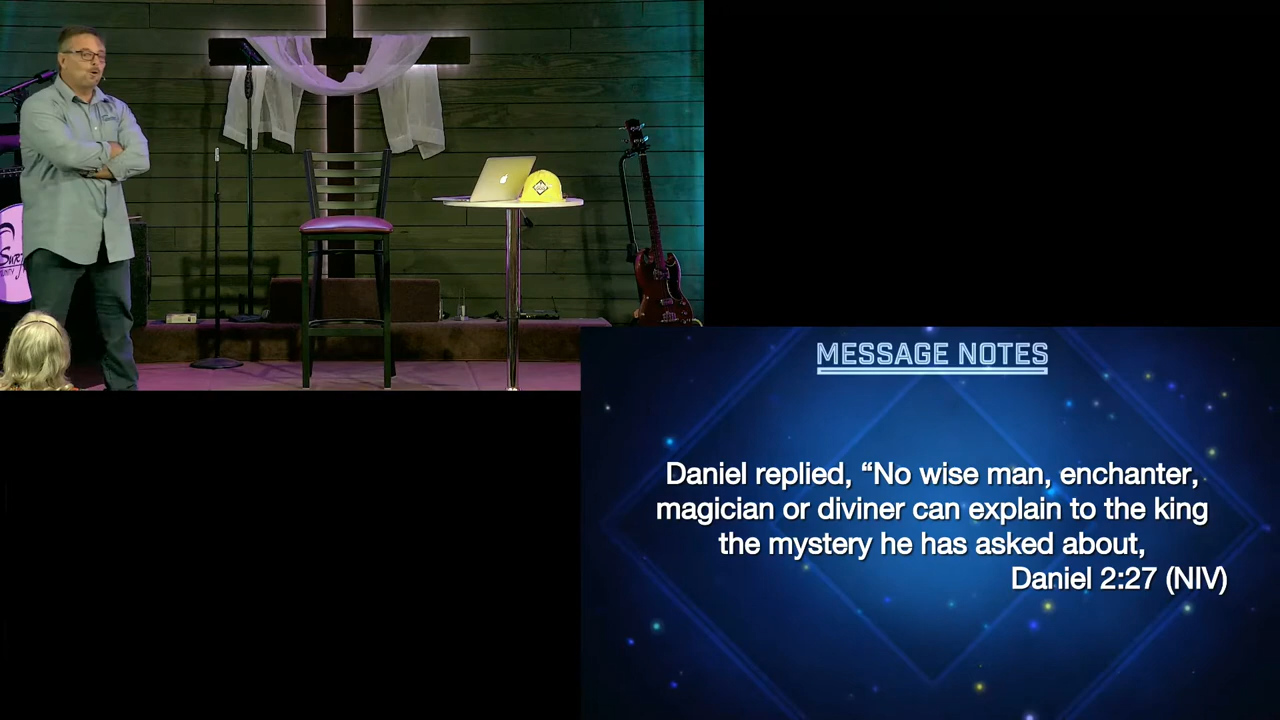 MESSAGE NOTES
Daniel replied, “No wise man, enchanter,
magician or diviner can explain to the king
the mystery he has asked about,
Daniel 2:27 (NIV)